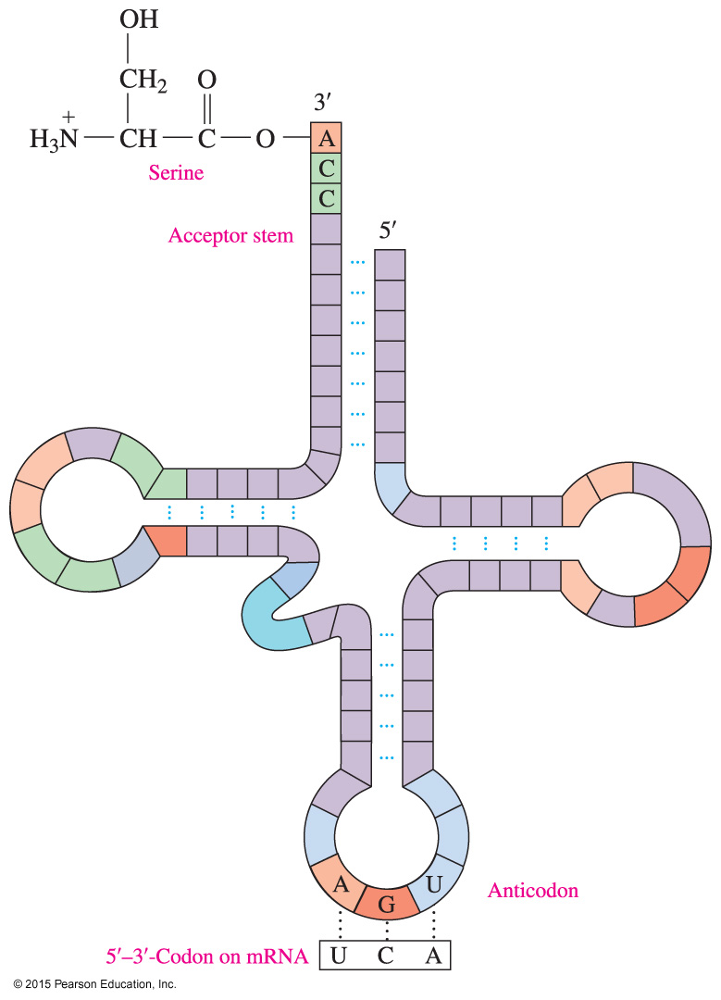 OH
CH₂ O
3′
+
H₃N—CH—C—O—A
Serine
C
C
5′
Acceptor stem
A G U
Anticodon
5′–3′-Codon on mRNA U C A
© 2015 Pearson Education, Inc.